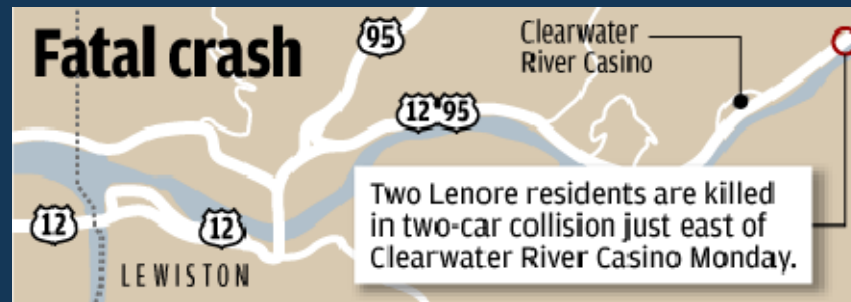 Fatal crash
95
Clearwater
River Casino
12 95
12
12
LEWISTON
Two Lenore residents are killed
in two-car collision just east of
Clearwater River Casino Monday.